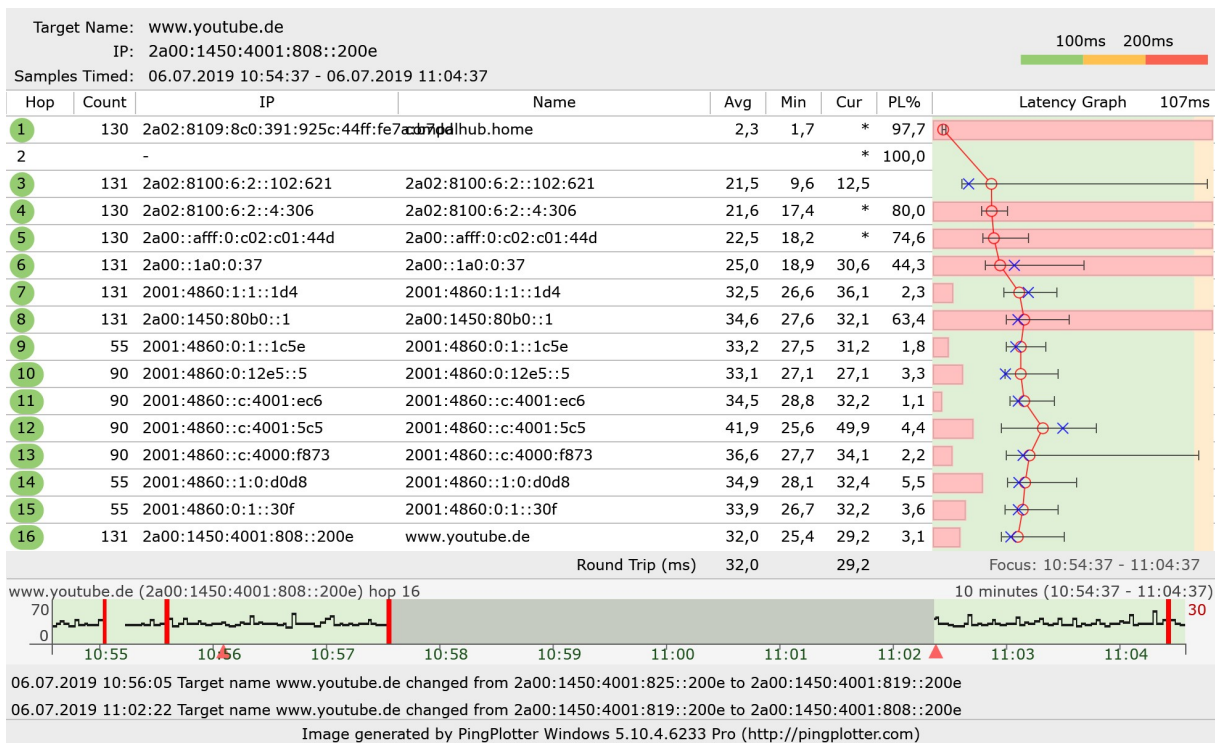 Target Name: www.youtube.de
IP: 2a00:1450:4001:808::200e
Samples Timed: 06.07.2019 10:54:37 - 06.07.2019 11:04:37
100ms 200ms
Hop Count IP Name Avg Min Cur PL% Latency Graph 107ms
1 130 2a02:8109:8c0:391:925c:44ff:fe7a: compalhub.home 2,3 1,7 * 97,7
2 - * 100,0
3 131 2a02:8100:6:2::102:621 2a02:8100:6:2::102:621 21,5 9,6 12,5
4 130 2a02:8100:6:2::4:306 2a02:8100:6:2::4:306 21,6 17,4 * 80,0
5 130 2a00::afff:0:c02:c01:44d 2a00::afff:0:c02:c01:44d 22,5 18,2 * 74,6
6 131 2a00::1a0:0:37 2a00::1a0:0:37 25,0 18,9 30,6 44,3
7 131 2001:4860:1:1::1d4 2001:4860:1:1::1d4 32,5 26,6 36,1 2,3
8 131 2a00:1450:80b0::1 2a00:1450:80b0::1 34,6 27,6 32,1 63,4
9 55 2001:4860:0:1::1c5e 2001:4860:0:1::1c5e 33,2 27,5 31,2 1,8
10 90 2001:4860:0:12e5::5 2001:4860:0:12e5::5 33,1 27,1 27,1 3,3
11 90 2001:4860::c:4001:ec6 2001:4860::c:4001:ec6 34,5 28,8 32,2 1,1
12 90 2001:4860::c:4001:5c5 2001:4860::c:4001:5c5 41,9 25,6 49,9 4,4
13 90 2001:4860::c:4000:f873 2001:4860::c:4000:f873 36,6 27,7 34,1 2,2
14 55 2001:4860::1:0:d0d8 2001:4860::1:0:d0d8 34,9 28,1 32,4 5,5
15 55 2001:4860:0:1::30f 2001:4860:0:1::30f 33,9 26,7 32,2 3,6
16 131 2a00:1450:4001:808::200e www.youtube.de 32,0 25,4 29,2 3,1
Round Trip (ms) 32,0 29,2 Focus: 10:54:37 - 11:04:37
www.youtube.de (2a00:1450:4001:808::200e) hop 16 10 minutes (10:54:37 - 11:04:37)
70 30
0
10:55 10:56 10:57 10:58 10:59 11:00 11:01 11:02 11:03 11:04
06.07.2019 10:56:05 Target name www.youtube.de changed from 2a00:1450:4001:825::200e to 2a00:1450:4001:819::200e
06.07.2019 11:02:22 Target name www.youtube.de changed from 2a00:1450:4001:819::200e to 2a00:1450:4001:808::200e
Image generated by PingPlotter Windows 5.10.4.6233 Pro (http://pingplotter.com)